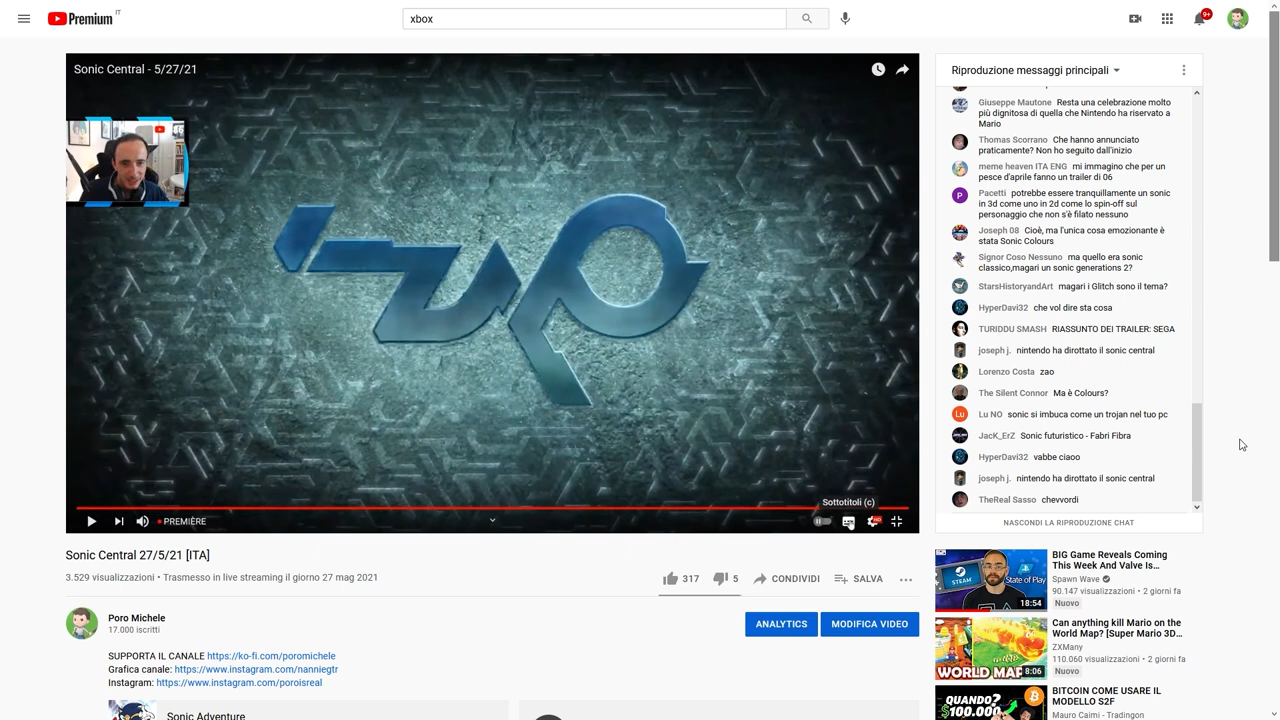 Premium IT
xbox
9+
Sonic Central - 5/27/21
Sottotitoli (c)
PREMIÈRE
HD
Sonic Central 27/5/21 [ITA]
3.529 visualizzazioni • Trasmesso in live streaming il giorno 27 mag 2021
317
5
CONDIVIDI
SALVA
Poro Michele
17.000 iscritti
ANALYTICS
MODIFICA VIDEO
SUPPORTA IL CANALE https://ko-fi.com/poromichele
Grafica canale: https://www.instagram.com/nanniegtr
Instagram: https://www.instagram.com/poroisreal
Sonic Adventure
Riproduzione messaggi principali
Giuseppe Mautone Resta una celebrazione molto
più dignitosa di quella che Nintendo ha riservato a
Mario
Thomas Scorrano Che hanno annunciato
praticamente? Non ho seguito dall'inizio
meme heaven ITA ENG mi immagino che per un
pesce d'aprile fanno un trailer di 06
P
Pacetti potrebbe essere tranquillamente un sonic
in 3d come uno in 2d come lo spin-off sul
personaggio che non s'è filato nessuno
Joseph 08 Cioè, ma l'unica cosa emozionante è
stata Sonic Colours
Signor Coso Nessuno ma quello era sonic
classico,magari un sonic generations 2?
StarsHistoryandArt magari i Glitch sono il tema?
HyperDavi32 che vol dire sta cosa
TURIDDU SMASH RIASSUNTO DEI TRAILER: SEGA
joseph j. nintendo ha dirottato il sonic central
Lorenzo Costa zao
The Silent Connor Ma è Colours?
Lu
Lu NO sonic si imbuca come un trojan nel tuo pc
JacK_ErZ Sonic futuristico - Fabri Fibra
HyperDavi32 vabbe ciaoo
joseph j. nintendo ha dirottato il sonic central
TheReal Sasso chevvordi
NASCONDI LA RIPRODUZIONE CHAT
STEAM
State of Play
18:54
BIG Game Reveals Coming
This Week And Valve Is...
Spawn Wave
90.147 visualizzazioni • 2 giorni fa
Nuovo
WORLD MAP
8:06
Can anything kill Mario on the
World Map? [Super Mario 3D...
ZXMany
110.060 visualizzazioni • 2 giorni fa
Nuovo
QUANDO?
$100.000
BITCOIN COME USARE IL
MODELLO S2F
Mauro Caimi - Tradingon